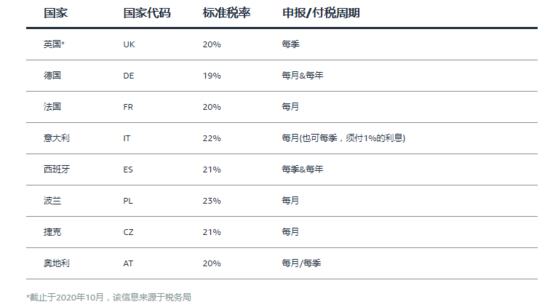 国家 国家代码 标准税率 申报/付税周期
英国* UK 20% 每季
德国 DE 19% 每月&每年
法国 FR 20% 每月
意大利 IT 22% 每月(也可每季，须付1%的利息)
西班牙 ES 21% 每季&每年
波兰 PL 23% 每月
捷克 CZ 21% 每月
奥地利 AT 20% 每月/每季
*截止于2020年10月，该信息来源于税务局